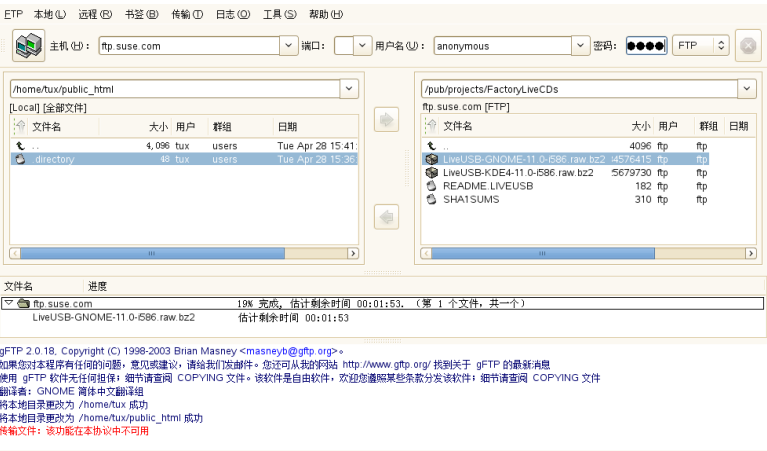 FTP 本地(L) 远程(R) 书签(B) 传输(T) 日志(O) 工具(S) 帮助(H)
主机(H): ftp.suse.com 端口: 用户名(U): anonymous 密码: FTP
/home/tux/public_html
[Local] [全部文件]
文件名 大小 用户 群组 日期
.. 4,096 tux users Tue Apr 28 15:41:
.directory 48 tux users Tue Apr 28 15:36
/pub/projects/FactoryLiveCDs
ftp.suse.com [FTP]
文件名 大小 用户 群组 日期
.. 4096 ftp ftp
LiveUSB-GNOME-11.0-i586.raw.bz2 4576415 ftp ftp
LiveUSB-KDE4-11.0-i586.raw.bz2 5679730 ftp ftp
README.LIVEUSB 182 ftp ftp
SHA1SUMS 310 ftp ftp
文件名 进度
ftp.suse.com 19% 完成, 估计剩余时间 00:01:53. (第 1 个文件, 共一个)
LiveUSB-GNOME-11.0-i586.raw.bz2 估计剩余时间 00:01:53
gFTP 2.0.18, Copyright (C) 1998-2003 Brian Masney <masneyb@gftp.org>。
如果您对本程序有任何的问题，意见或建议，请给我们发邮件。您还可从我的网站 http://www.gftp.org/ 找到关于 gFTP 的最新消息
使用 gFTP 软件无任何担保；细节请查阅 COPYING 文件。该软件是自由软件，欢迎您遵照某些条款分发该软件；细节请查阅 COPYING 文件
翻译者：GNOME 简体中文翻译组
将本地目录更改为 /home/tux 成功
将本地目录更改为 /home/tux/public_html 成功
传输文件：该功能在本协议中不可用